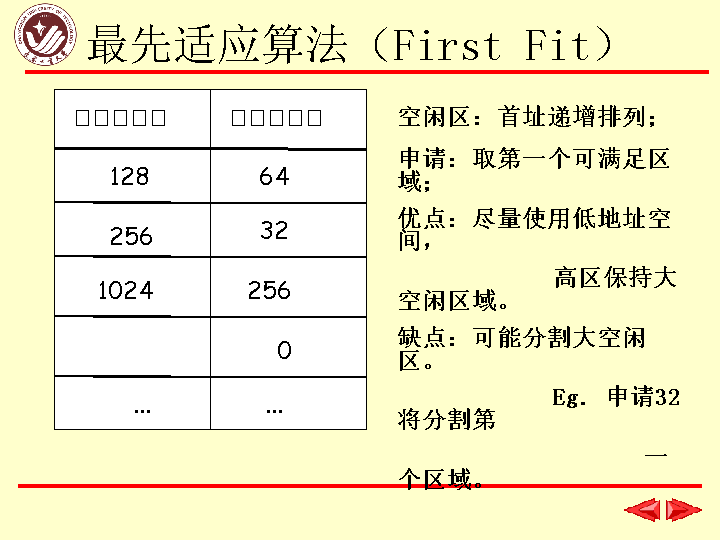 最先适应算法（First Fit）
□□□□□ □□□□□
128 64
256 32
1024 256
0
… …
空闲区：首址递增排列；
申请：取第一个可满足区
域；
优点：尽量使用低地址空
间，
高区保持大
空闲区域。
缺点：可能分割大空闲
区。
Eg. 申请32
将分割第
一
个区域。